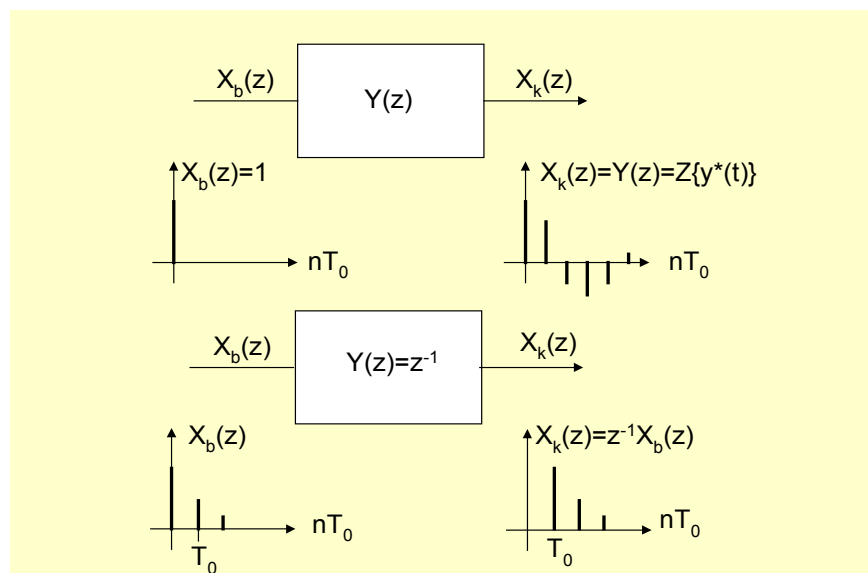 X_b(z) Y(z) X_k(z)
X_b(z)=1 X_k(z)=Y(z)=Z{y*(t)}
nT_0 nT_0
X_b(z) Y(z)=z^-1 X_k(z)
X_b(z) X_k(z)=z^-1X_b(z)
nT_0 nT_0
T_0 T_0